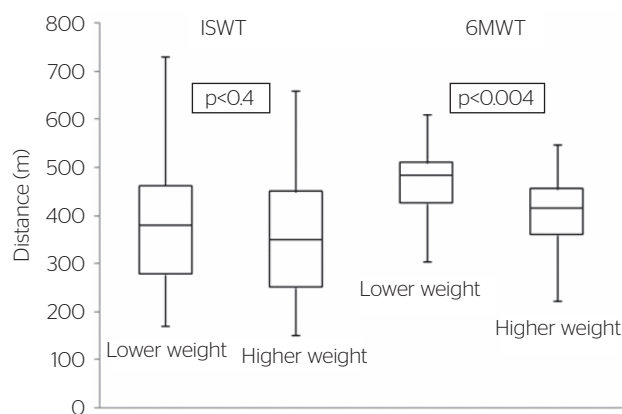 800
700
600
500
400
300
200
100
0
Distance (m)
ISWT
6MWT
p<0.4
p<0.004
Lower weight
Higher weight
Lower weight
Higher weight